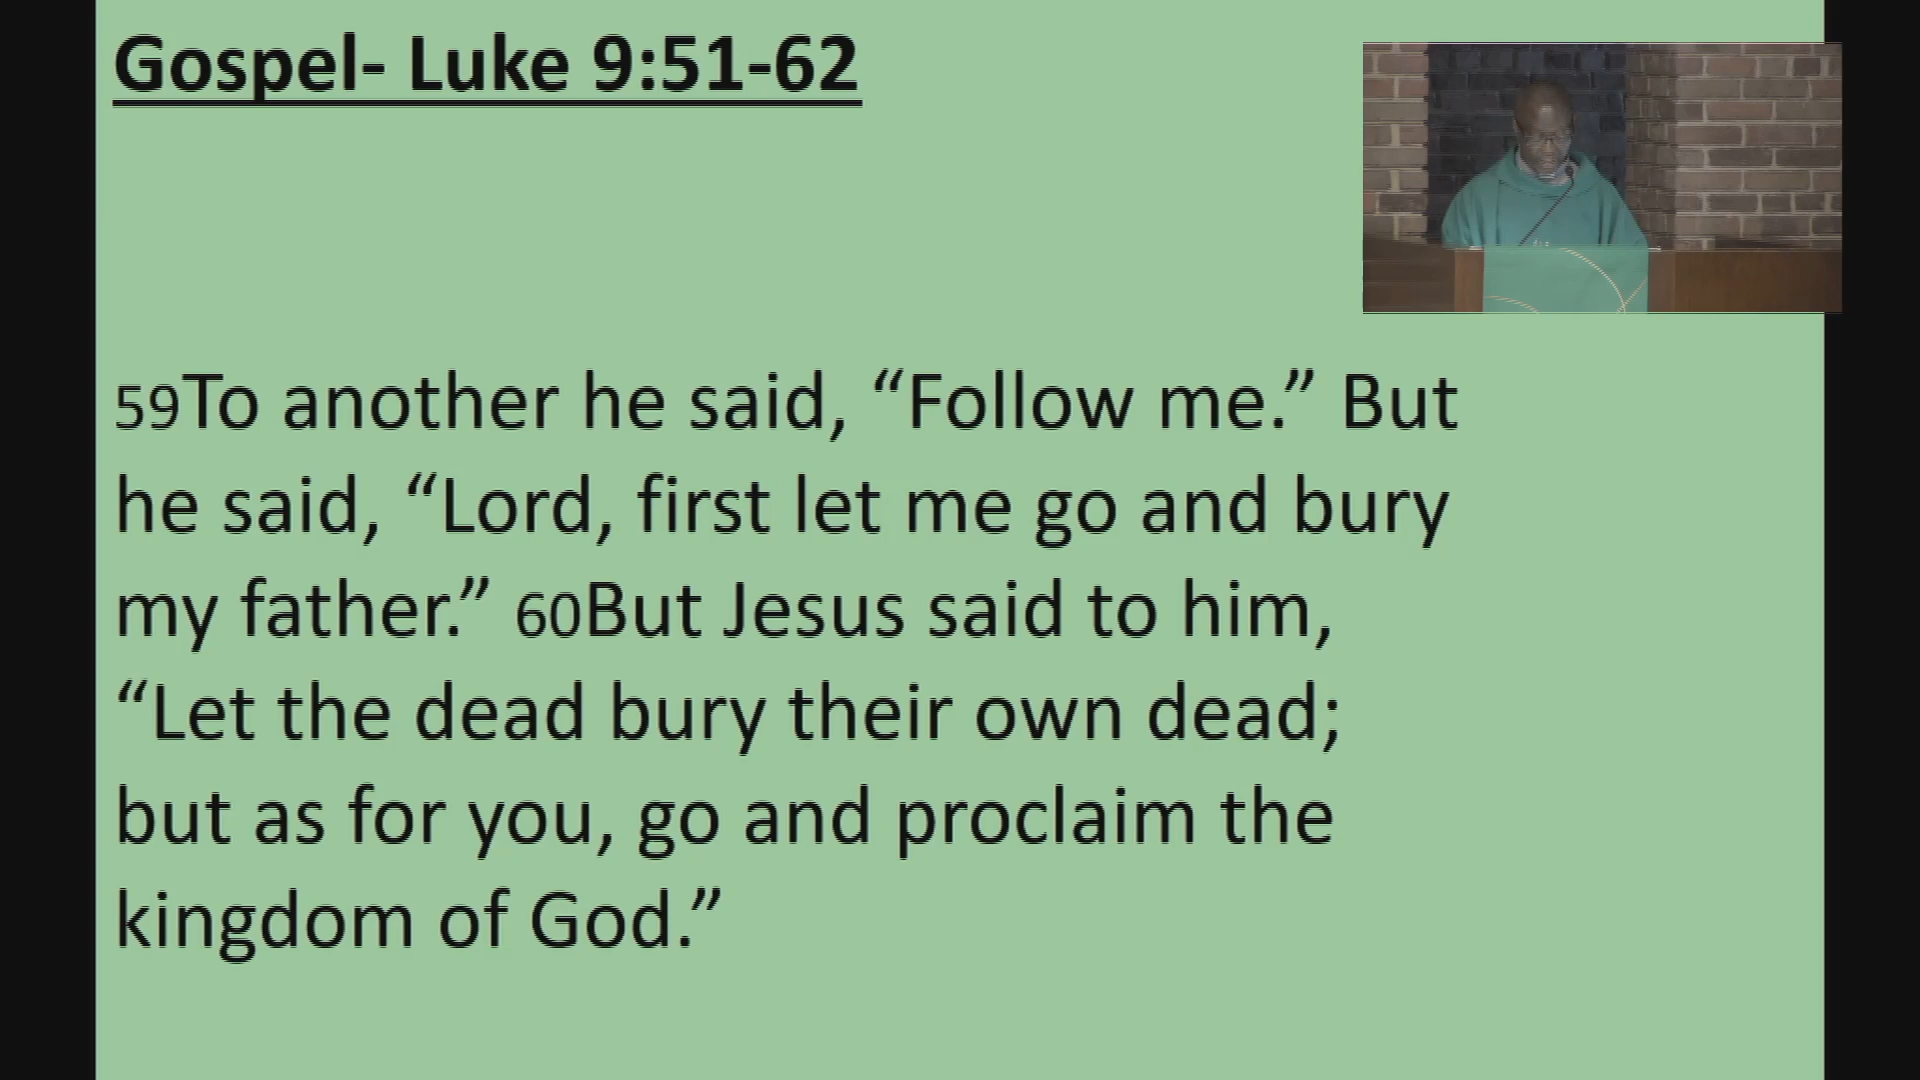 Gospel- Luke 9:51-62
59To another he said, “Follow me.” But
he said, “Lord, first let me go and bury
my father.” 60But Jesus said to him,
“Let the dead bury their own dead;
but as for you, go and proclaim the
kingdom of God.”